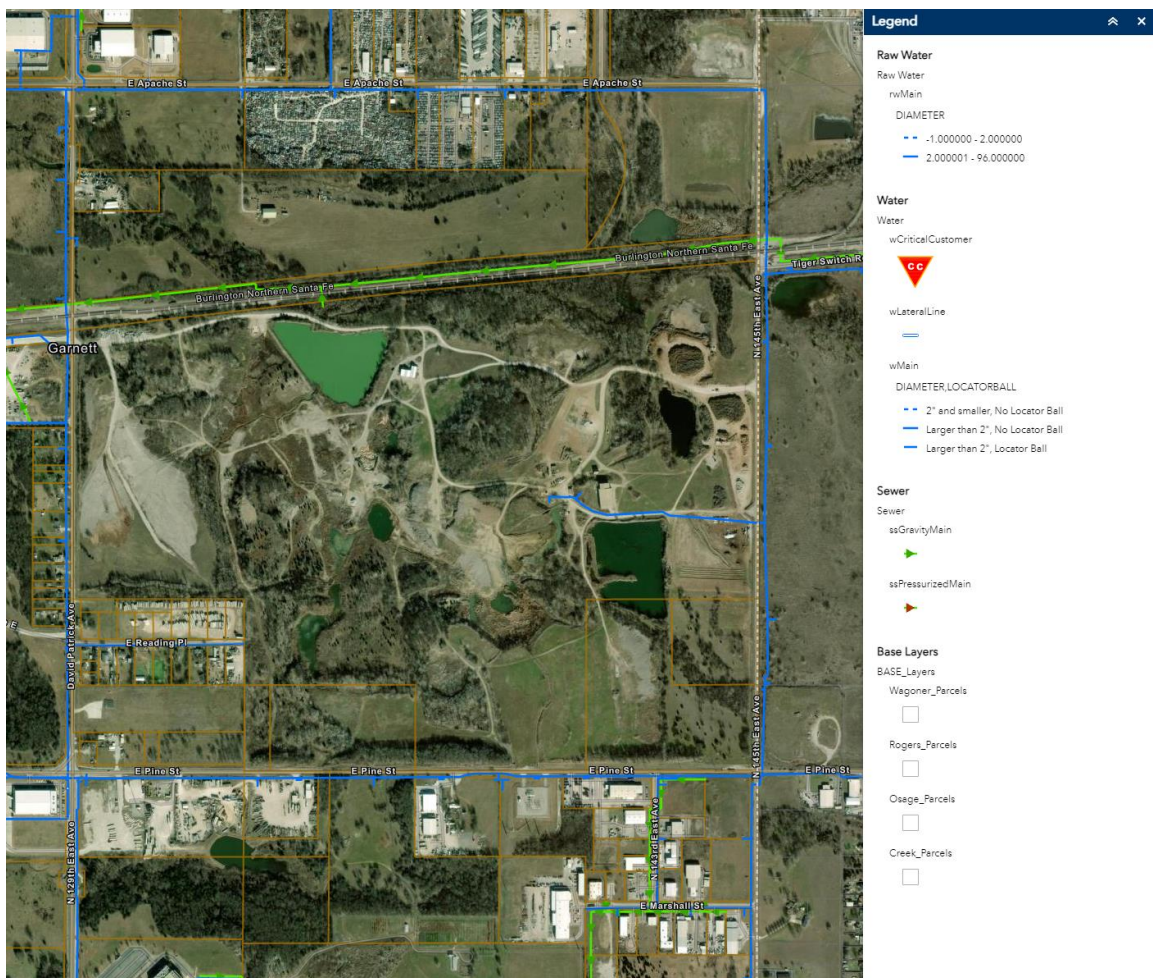 E Apache St
E Apache St
E Apache St
Burlington Northern Santa Fe
Burlington Northern Santa Fe
Tiger Switch R
Garnett
N 145th East Ave
David Patrick Ave
E Reading Pl
N 145th East Ave
E Pine St
E Pine St
E Pine St
E Pine St
N 129th East Ave
N 143rd East Ave
E Marshall St
Legend
Raw Water
Raw Water
rwMain
DIAMETER
-1.000000 - 2.000000
2.000001 - 96.000000
Water
Water
wCriticalCustomer
CC
wLateralLine
wMain
DIAMETER,LOCATORBALL
2" and smaller, No Locator Ball
Larger than 2", No Locator Ball
Larger than 2", Locator Ball
Sewer
Sewer
ssGravityMain
ssPressurizedMain
Base Layers
BASE_Layers
Wagoner_Parcels
Rogers_Parcels
Osage_Parcels
Creek_Parcels